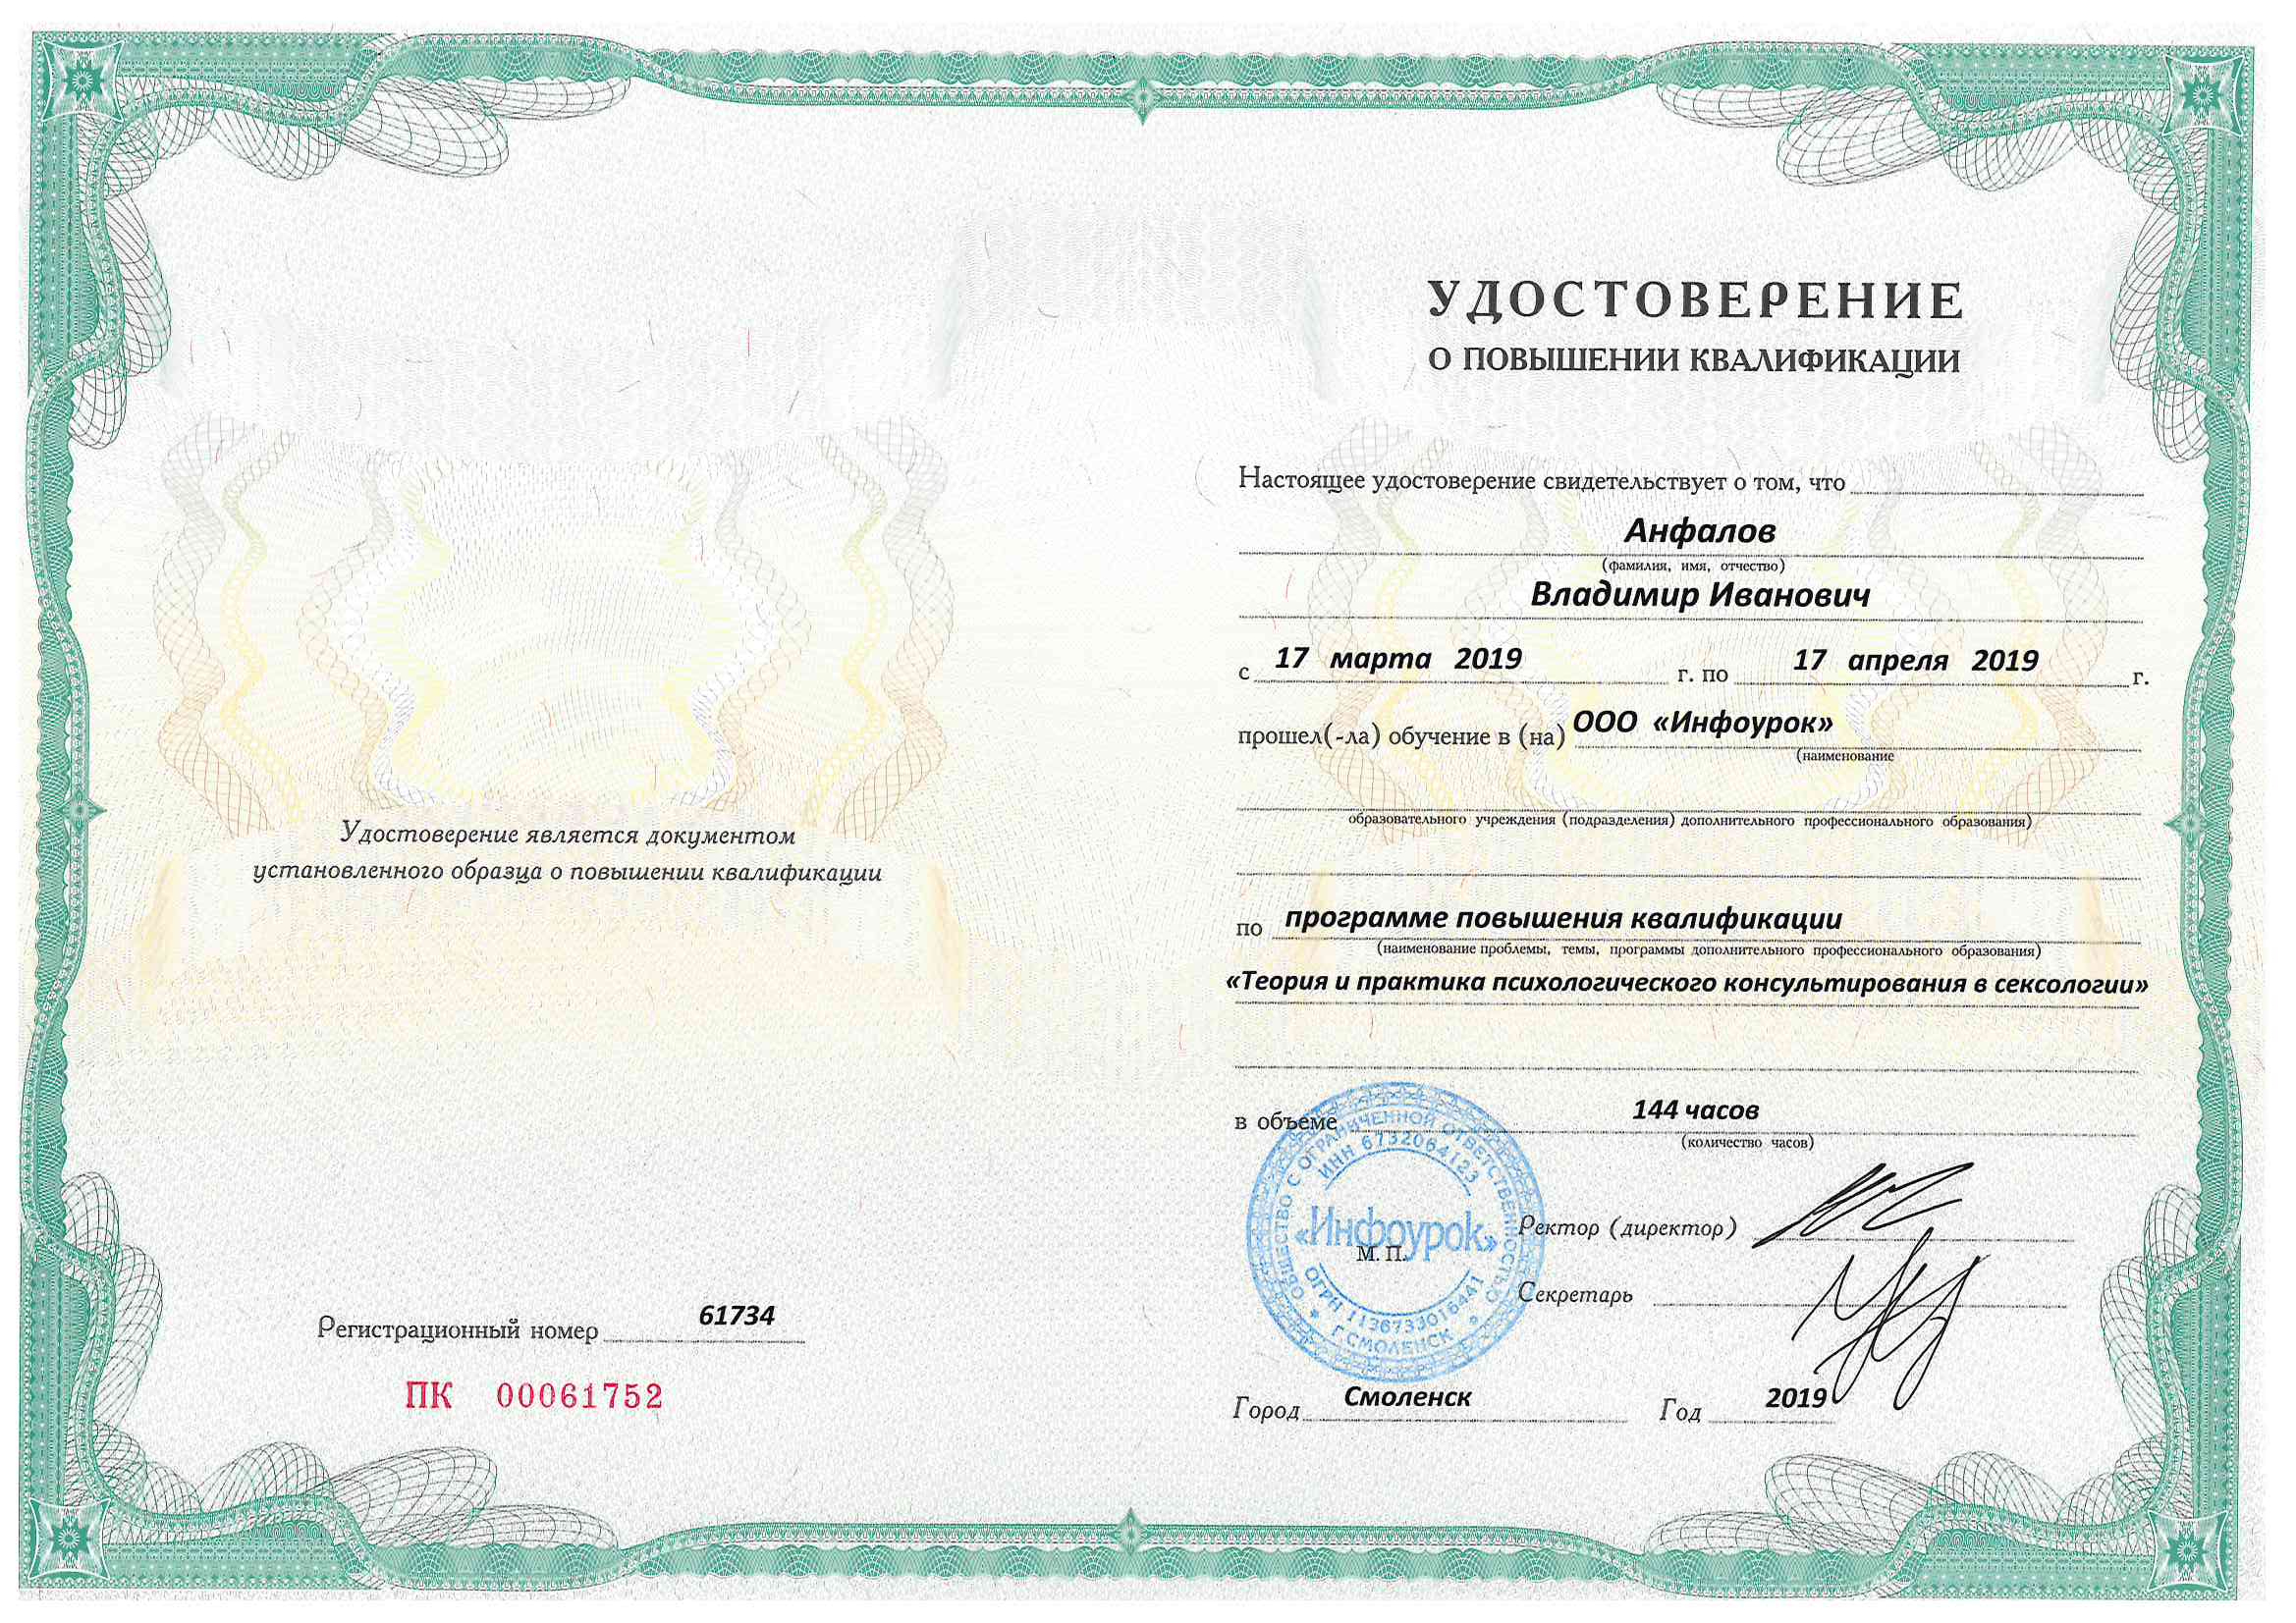 Удостоверение является документом
установленного образца о повышении квалификации
Регистрационный номер 61734
ПК 00061752
УДОСТОВЕРЕНИЕ
О ПОВЫШЕНИИ КВАЛИФИКАЦИИ
Настоящее удостоверение свидетельствует о том, что
Анфалов
(фамилия, имя, отчество)
Владимир Иванович
с 17 марта 2019 г. по 17 апреля 2019 г.
прошел(-ла) обучение в (на) ООО «Инфоурок»
(наименование
образовательного учреждения (подразделения) дополнительного профессионального образования)
по программе повышения квалификации
(наименование проблемы, темы, программы дополнительного профессионального образования)
«Теория и практика психологического консультирования в сексологии»
в объеме 144 часов
(количество часов)
ОБЩЕСТВО С ОГРАНИЧЕННОЙ ОТВЕТСТВЕННОСТЬЮ
ИНН 6732064123
«Инфоурок»
М. П.
ОГРН 1136733016441
Г.СМОЛЕНСК
Ректор (директор)
Секретарь
Город Смоленск Год 2019